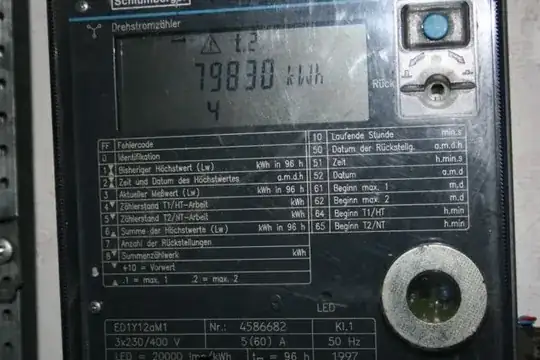 Schlumberger
Drehstromzähler
t.2
79830 kWh
4
Rück
FF Fehlercode
0 Identifikation
1 Bisheriger Höchstwert (Lw) kWh in 96 h
2 Zeit und Datum des Höchstwertes a.m.d.h
3 Aktueller Meßwert (Lw) kWh in 96 h
4 Zählerstand T1/HT-Arbeit kWh
5 Zählerstand T2/NT-Arbeit kWh
6 Summe der Höchstwerte (Lw) kWh in 96 h
7 Anzahl der Rückstellungen
8 Summenzählwerk kWh
+10 = Vorwert
.1 = max. 1 .2 = max. 2
10 Laufende Stunde min.s
50 Datum der Rückstellg. a.m.d.h
51 Zeit h.min.s
52 Datum a.m.d
61 Beginn max. 1 m.d
62 Beginn max. 2 m.d
64 Beginn T1/HT h.min
65 Beginn T2/NT h.min
LED
ED1Y12aM1 Nr.: 4586682 Kl.1
3x230/400 V 5(60) A 50 Hz
LED = 20000 Imp/kWh tm = 96 h 1997